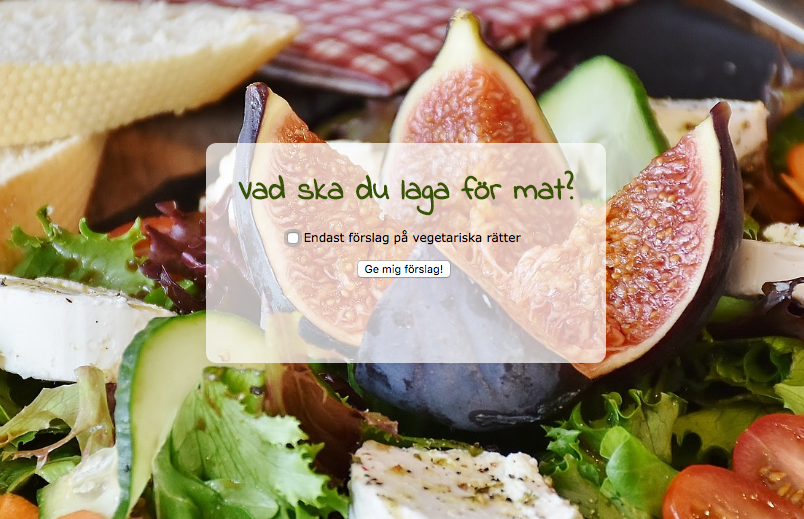 Vad ska du laga för mat?
Endast förslag på vegetariska rätter
Ge mig förslag!